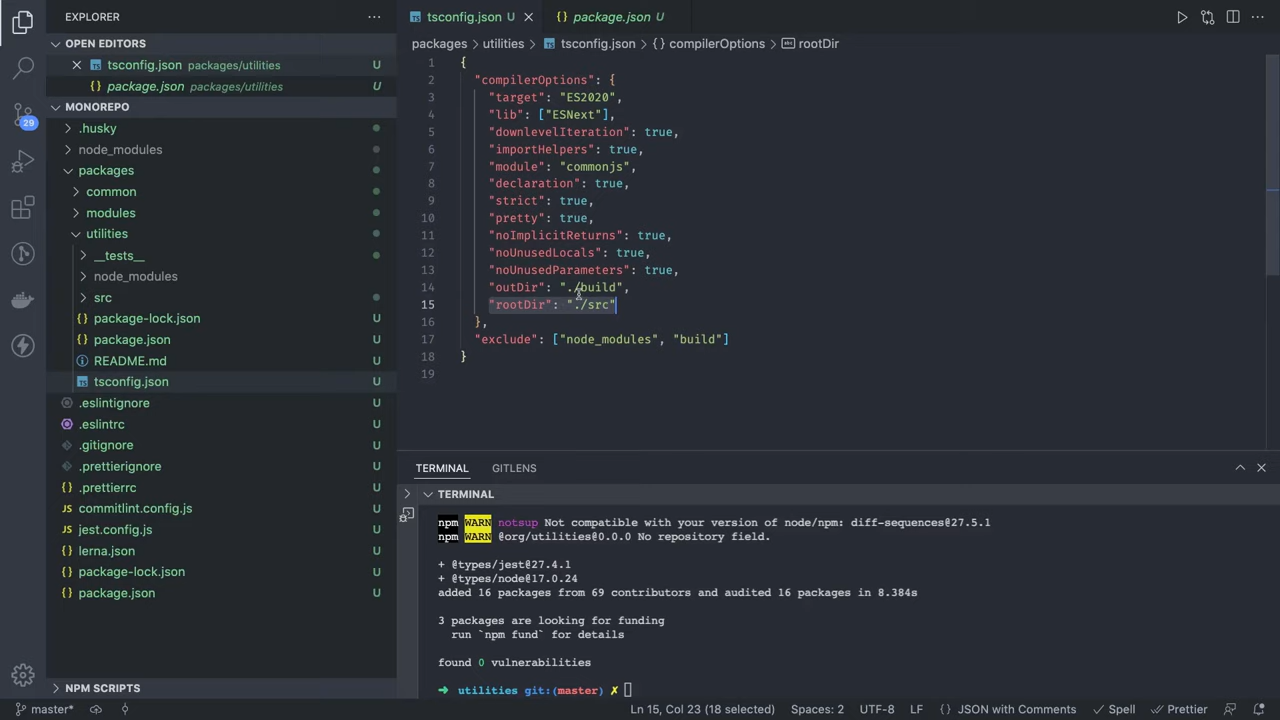 EXPLORER
OPEN EDITORS
tsconfig.json packages/utilities U
{} package.json packages/utilities U
MONOREPO
.husky
node_modules
packages
common
modules
utilities
__tests__
node_modules
src
package-lock.json U
package.json U
README.md U
tsconfig.json U
.eslintignore U
.eslintrc U
.gitignore U
.prettierignore U
{} .prettierrc U
JS commitlint.config.js U
JS jest.config.js U
{} lerna.json U
{} package-lock.json U
{} package.json U
NPM SCRIPTS
29
tsconfig.json U
{} package.json U
packages > utilities > tsconfig.json > {} compilerOptions > rootDir
1 {
2 "compilerOptions": {
3 "target": "ES2020",
4 "lib": ["ESNext"],
5 "downlevelIteration": true,
6 "importHelpers": true,
7 "module": "commonjs",
8 "declaration": true,
9 "strict": true,
10 "pretty": true,
11 "noImplicitReturns": true,
12 "noUnusedLocals": true,
13 "noUnusedParameters": true,
14 "outDir": "./build",
15 "rootDir": "./src"
16 },
17 "exclude": ["node_modules", "build"]
18 }
19
TERMINAL GITLENS
TERMINAL
npm WARN notsup Not compatible with your version of node/npm: diff-sequences@27.5.1
npm WARN @org/utilities@0.0.0 No repository field.
+ @types/jest@27.4.1
+ @types/node@17.0.24
added 16 packages from 69 contributors and audited 16 packages in 8.384s
3 packages are looking for funding
run `npm fund` for details
found 0 vulnerabilities
➜ utilities git:(master) ✗
master* Ln 15, Col 23 (18 selected) Spaces: 2 UTF-8 LF {} JSON with Comments Spell Prettier